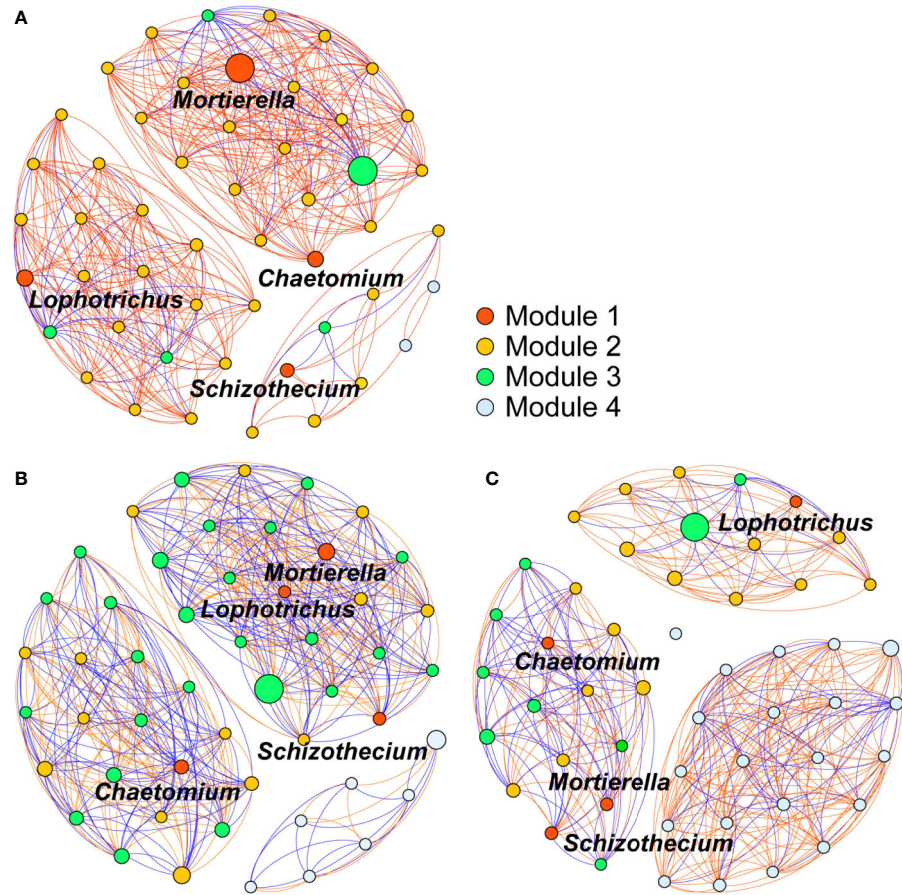 A
Mortierella
Chaetomium
Lophotrichus
Schizothecium
Module 1
Module 2
Module 3
Module 4
B
Mortierella
Lophotrichus
Schizothecium
Chaetomium
C
Lophotrichus
Chaetomium
Mortierella
Schizothecium